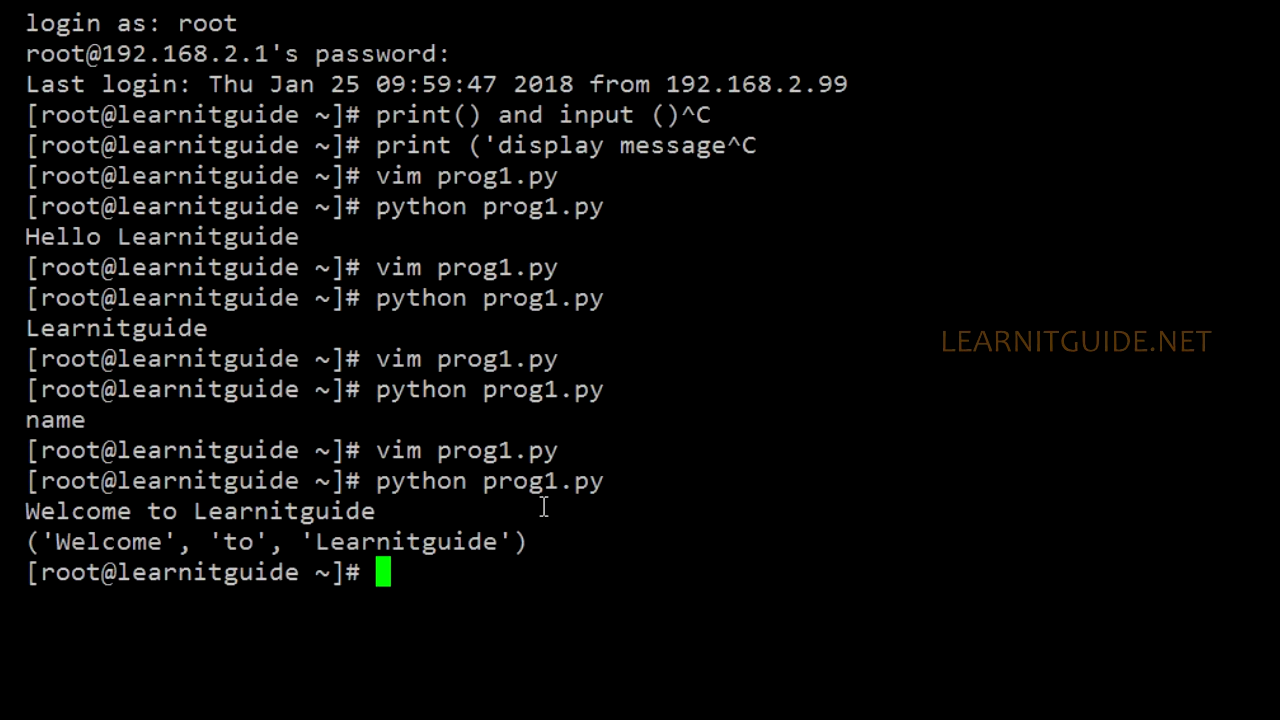 login as: root
root@192.168.2.1's password:
Last login: Thu Jan 25 09:59:47 2018 from 192.168.2.99
[root@learnitguide ~]# print() and input ()^C
[root@learnitguide ~]# print ('display message^C
[root@learnitguide ~]# vim prog1.py
[root@learnitguide ~]# python prog1.py
Hello Learnitguide
[root@learnitguide ~]# vim prog1.py
[root@learnitguide ~]# python prog1.py
Learnitguide
LEARNITGUIDE.NET
[root@learnitguide ~]# vim prog1.py
[root@learnitguide ~]# python prog1.py
name
[root@learnitguide ~]# vim prog1.py
[root@learnitguide ~]# python prog1.py
Welcome to Learnitguide
('Welcome', 'to', 'Learnitguide')
[root@learnitguide ~]#